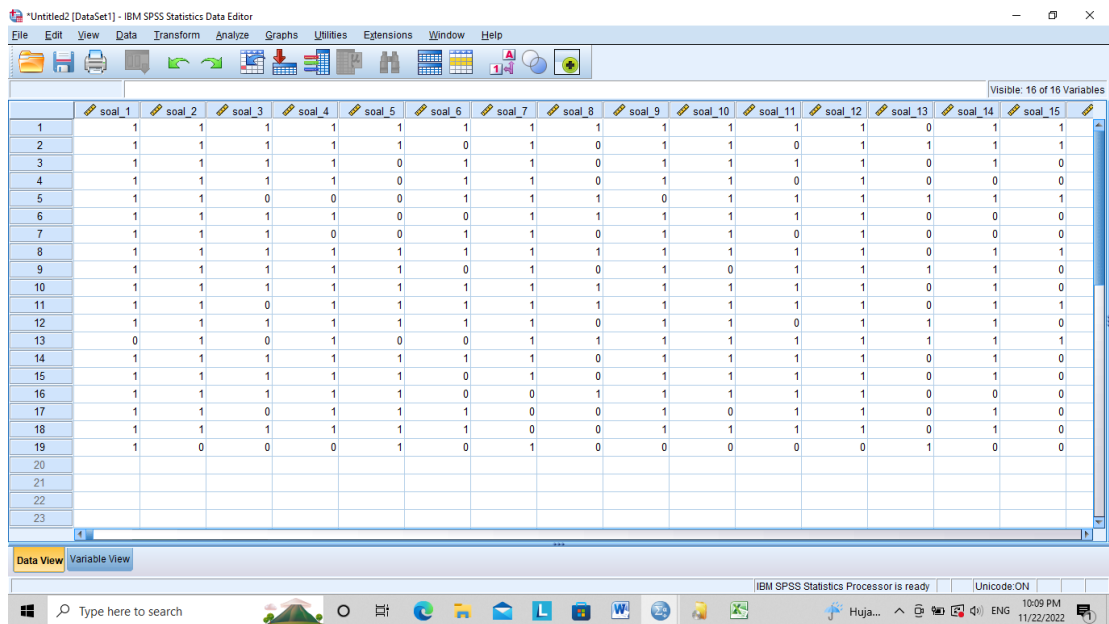 *Untitled2 [DataSet1] - IBM SPSS Statistics Data Editor
File Edit View Data Transform Analyze Graphs Utilities Extensions Window Help
Visible: 16 of 16 Variables
soal_1 soal_2 soal_3 soal_4 soal_5 soal_6 soal_7 soal_8 soal_9 soal_10 soal_11 soal_12 soal_13 soal_14 soal_15
1 1 1 1 1 1 1 1 1 1 1 1 1 0 1 1
2 1 1 1 1 1 0 1 0 1 1 0 1 1 1 1
3 1 1 1 1 0 1 1 0 1 1 1 1 0 1 0
4 1 1 1 1 0 1 1 0 1 1 0 1 0 0 0
5 1 1 0 0 0 1 1 1 0 1 1 1 1 1 1
6 1 1 1 1 0 0 1 1 1 1 1 1 0 0 0
7 1 1 1 0 0 1 1 0 1 1 0 1 0 0 0
8 1 1 1 1 1 1 1 1 1 1 1 1 0 1 1
9 1 1 1 1 1 0 1 0 1 0 1 1 1 1 0
10 1 1 1 1 1 1 1 1 1 1 1 1 0 1 0
11 1 1 0 1 1 1 1 1 1 1 1 1 0 1 1
12 1 1 1 1 1 1 1 0 1 1 0 1 1 1 0
13 0 1 0 1 0 0 1 1 1 1 1 1 1 1 1
14 1 1 1 1 1 1 1 0 1 1 1 1 0 1 0
15 1 1 1 1 1 0 1 0 1 1 1 1 0 1 0
16 1 1 1 1 1 0 0 1 1 1 1 1 0 0 0
17 1 1 0 1 1 1 0 0 1 0 1 1 0 1 0
18 1 1 1 1 1 1 0 0 1 1 1 1 0 1 0
19 1 0 0 0 1 0 1 0 0 0 0 0 1 0 0
20
21
22
23
Data View Variable View
IBM SPSS Statistics Processor is ready Unicode:ON
Type here to search Huja... ENG 10:09 PM
11/22/2022